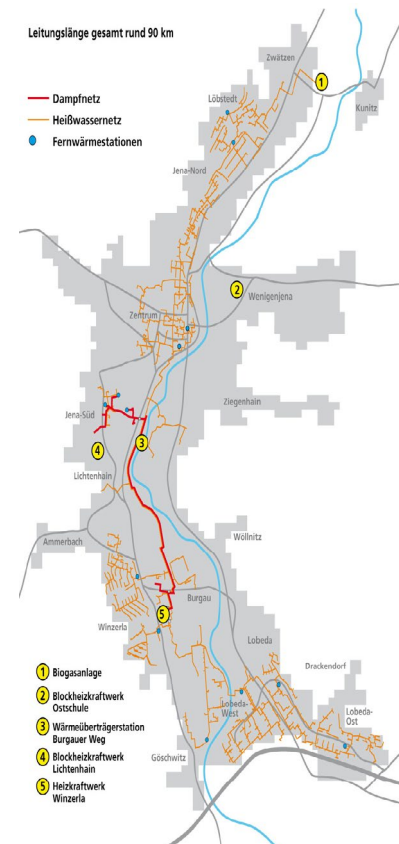 Leitungslänge gesamt rund 90 km
Dampfnetz
Heißwassernetz
Fernwärmestationen
Zwätzen
1
Kunitz
Löbstedt
Jena-Nord
2
Wenigenjena
Zentrum
Ziegenhain
Jena-Süd
3
4
Lichtenhain
Wöllnitz
Ammerbach
Burgau
5
Winzerla
Lobeda
Drackendorf
Lobeda-
West
Lobeda-
Ost
Göschwitz
1 Biogasanlage
2 Blockheizkraftwerk
Ostschule
3 Wärmeüberträgerstation
Burgauer Weg
4 Blockheizkraftwerk
Lichtenhain
5 Heizkraftwerk
Winzerla